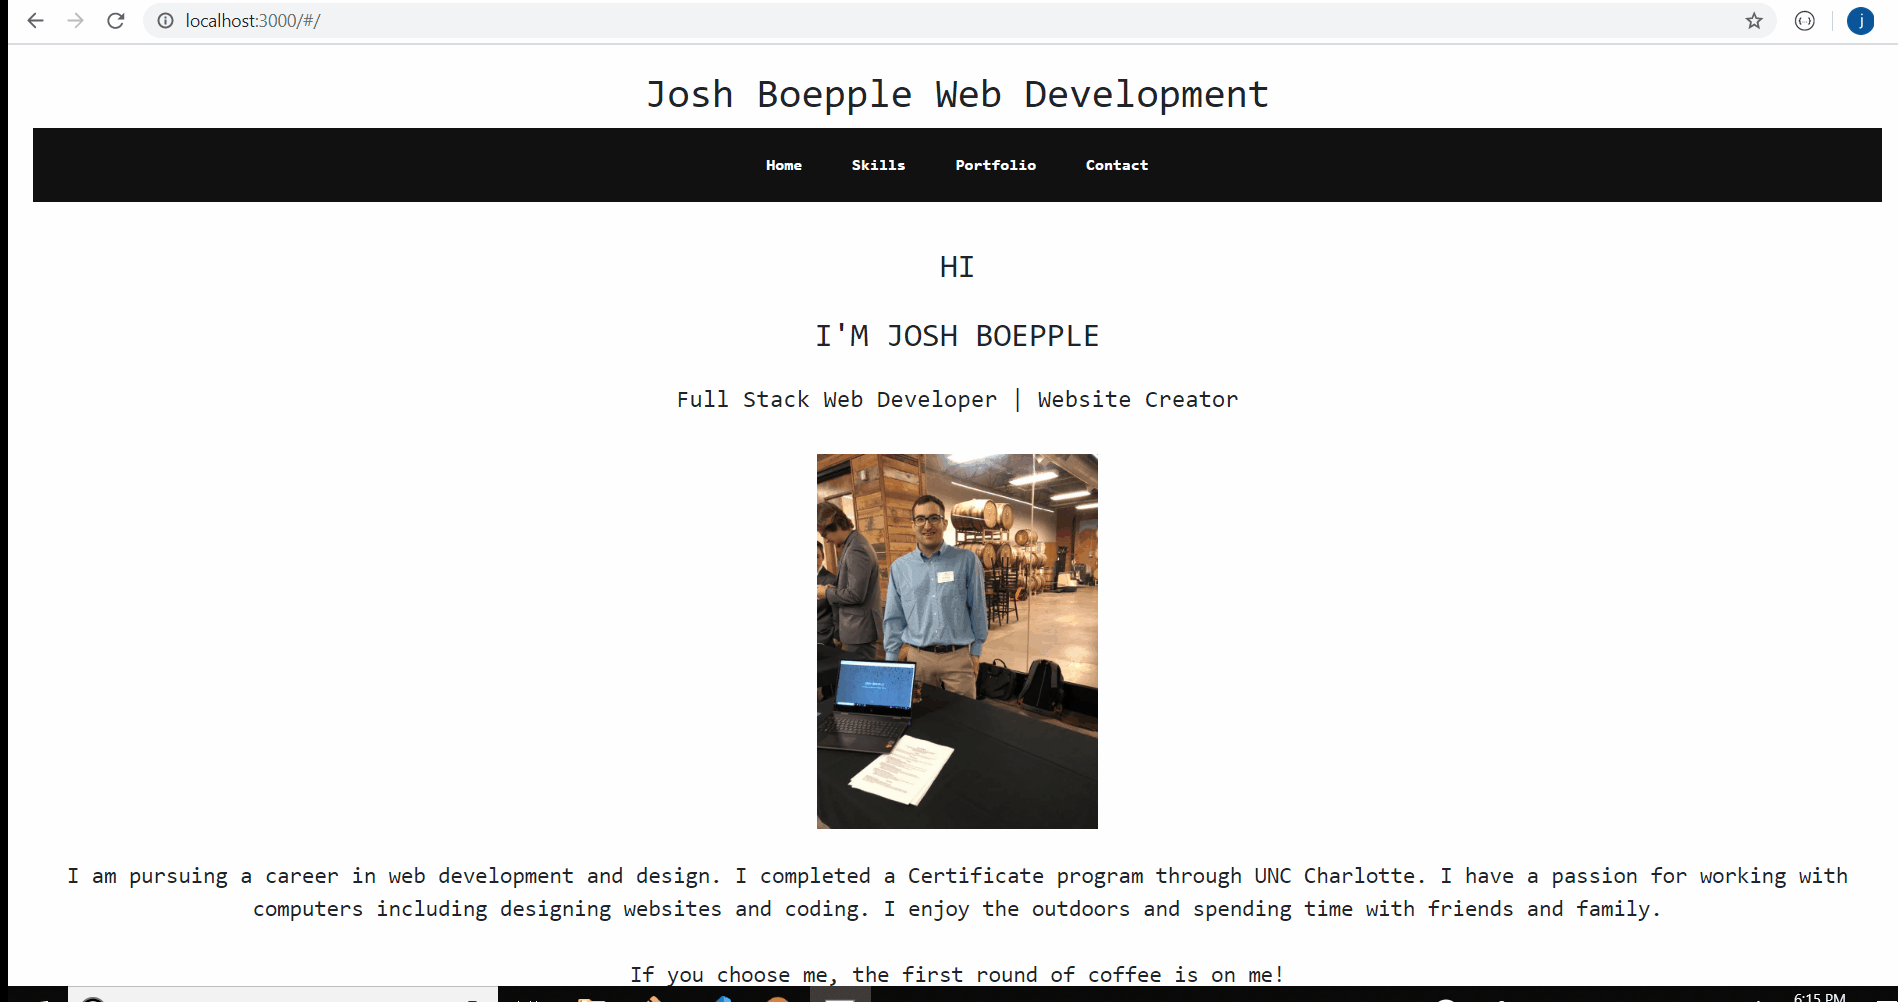 localhost:3000/#/
j
Josh Boepple Web Development
Home Skills Portfolio Contact
HI
I'M JOSH BOEPPLE
Full Stack Web Developer | Website Creator
I am pursuing a career in web development and design. I completed a Certificate program through UNC Charlotte. I have a passion for working with
computers including designing websites and coding. I enjoy the outdoors and spending time with friends and family.
If you choose me, the first round of coffee is on me!
6:15 PM